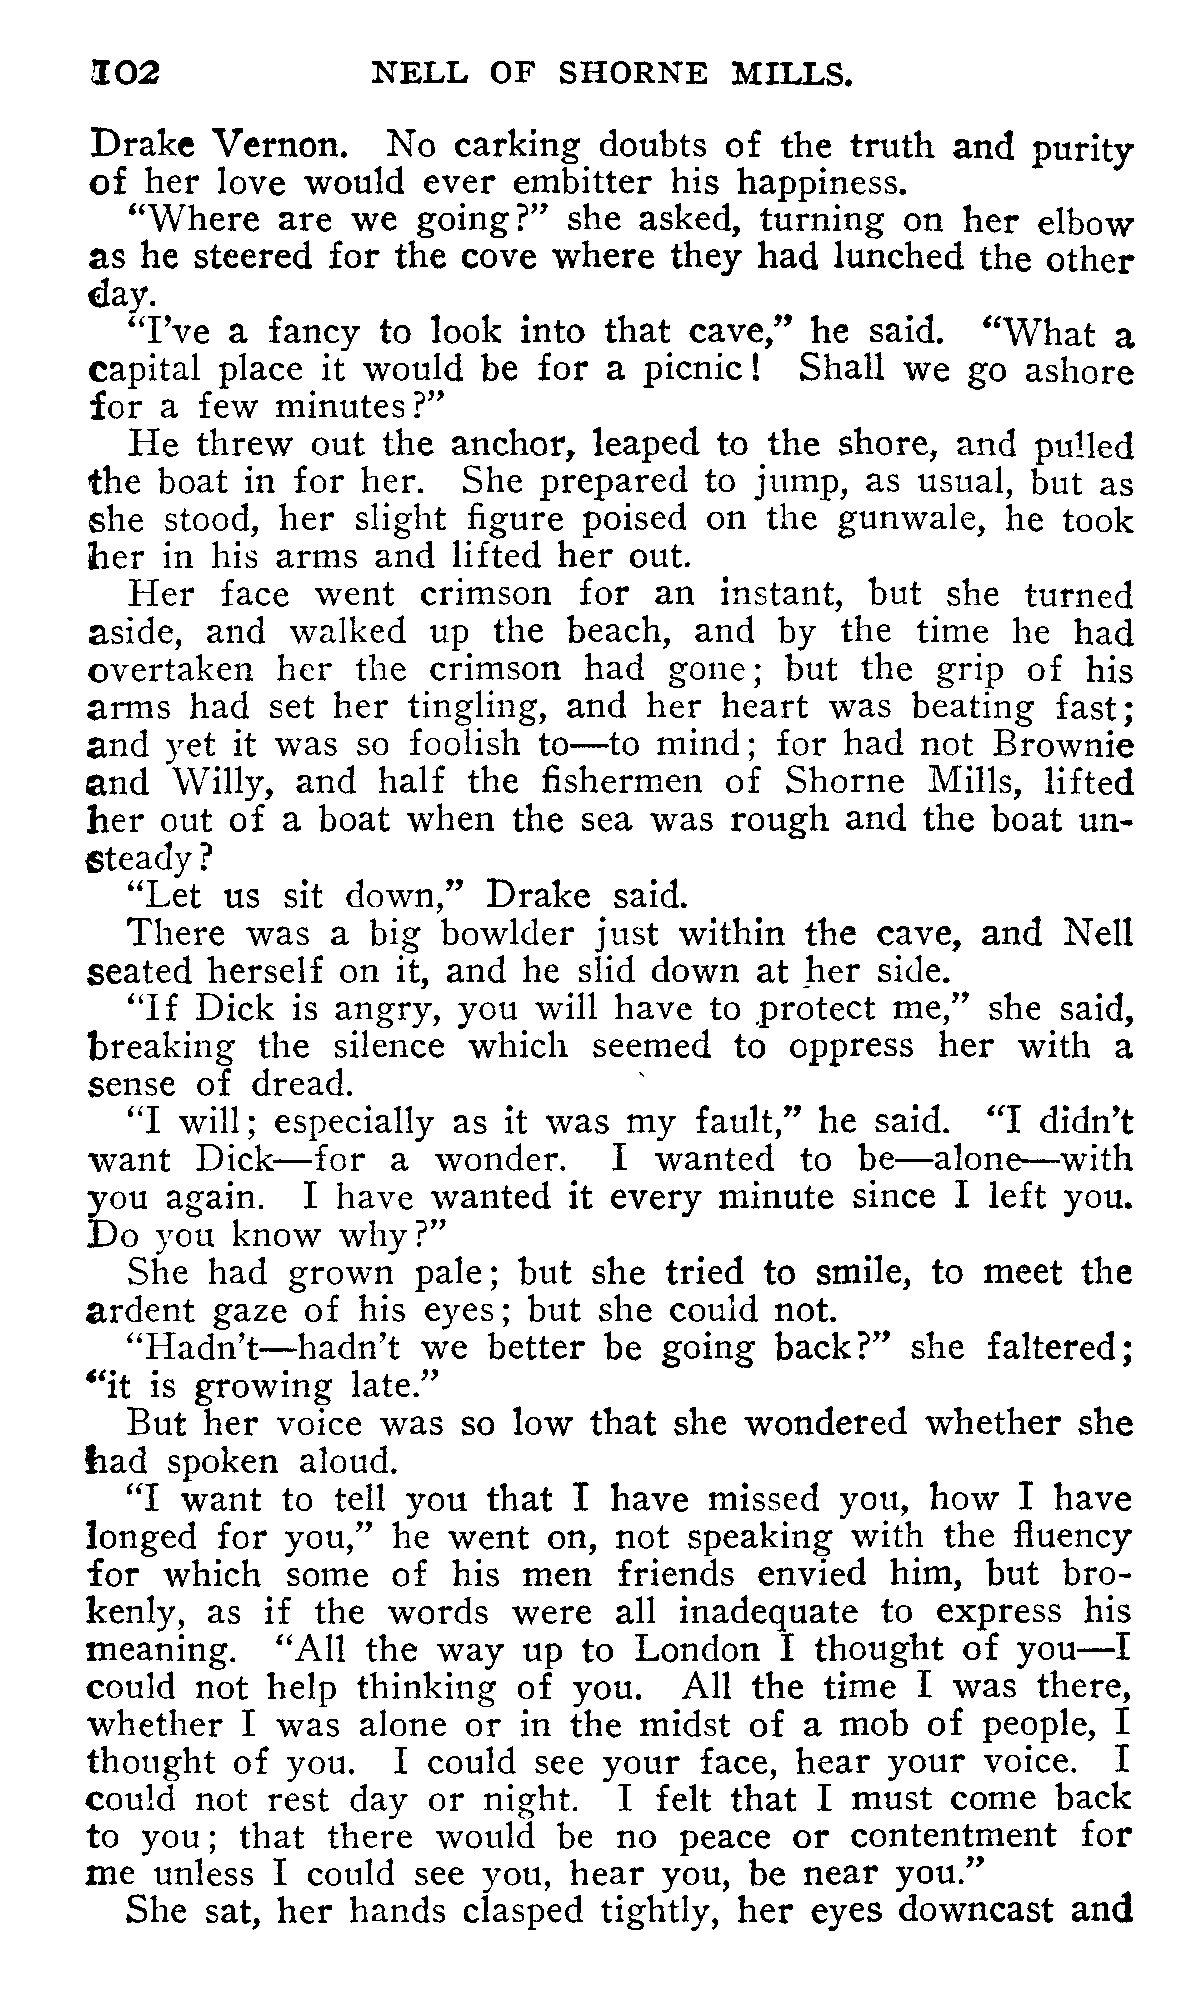 102 NELL OF SHORNE MILLS.
Drake Vernon. No carking doubts of the truth and purity
of her love would ever embitter his happiness.
“Where are we going?” she asked, turning on her elbow
as he steered for the cove where they had lunched the other
day.
“I’ve a fancy to look into that cave,” he said. “What a
capital place it would be for a picnic! Shall we go ashore
for a few minutes?”
He threw out the anchor, leaped to the shore, and pulled
the boat in for her. She prepared to jump, as usual, but as
she stood, her slight figure poised on the gunwale, he took
her in his arms and lifted her out.
Her face went crimson for an instant, but she turned
aside, and walked up the beach, and by the time he had
overtaken her the crimson had gone; but the grip of his
arms had set her tingling, and her heart was beating fast;
and yet it was so foolish to—to mind; for had not Brownie
and Willy, and half the fishermen of Shorne Mills, lifted
her out of a boat when the sea was rough and the boat un-
steady?
“Let us sit down,” Drake said.
There was a big bowlder just within the cave, and Nell
seated herself on it, and he slid down at her side.
“If Dick is angry, you will have to protect me,” she said,
breaking the silence which seemed to oppress her with a
sense of dread.
“I will; especially as it was my fault,” he said. “I didn’t
want Dick—for a wonder. I wanted to be—alone—with
you again. I have wanted it every minute since I left you.
Do you know why?”
She had grown pale; but she tried to smile, to meet the
ardent gaze of his eyes; but she could not.
“Hadn’t—hadn’t we better be going back?” she faltered;
“it is growing late.”
But her voice was so low that she wondered whether she
had spoken aloud.
“I want to tell you that I have missed you, how I have
longed for you,” he went on, not speaking with the fluency
for which some of his men friends envied him, but bro-
kenly, as if the words were all inadequate to express his
meaning. “All the way up to London I thought of you—I
could not help thinking of you. All the time I was there,
whether I was alone or in the midst of a mob of people, I
thought of you. I could see your face, hear your voice. I
could not rest day or night. I felt that I must come back
to you; that there would be no peace or contentment for
me unless I could see you, hear you, be near you.”
She sat, her hands clasped tightly, her eyes downcast and